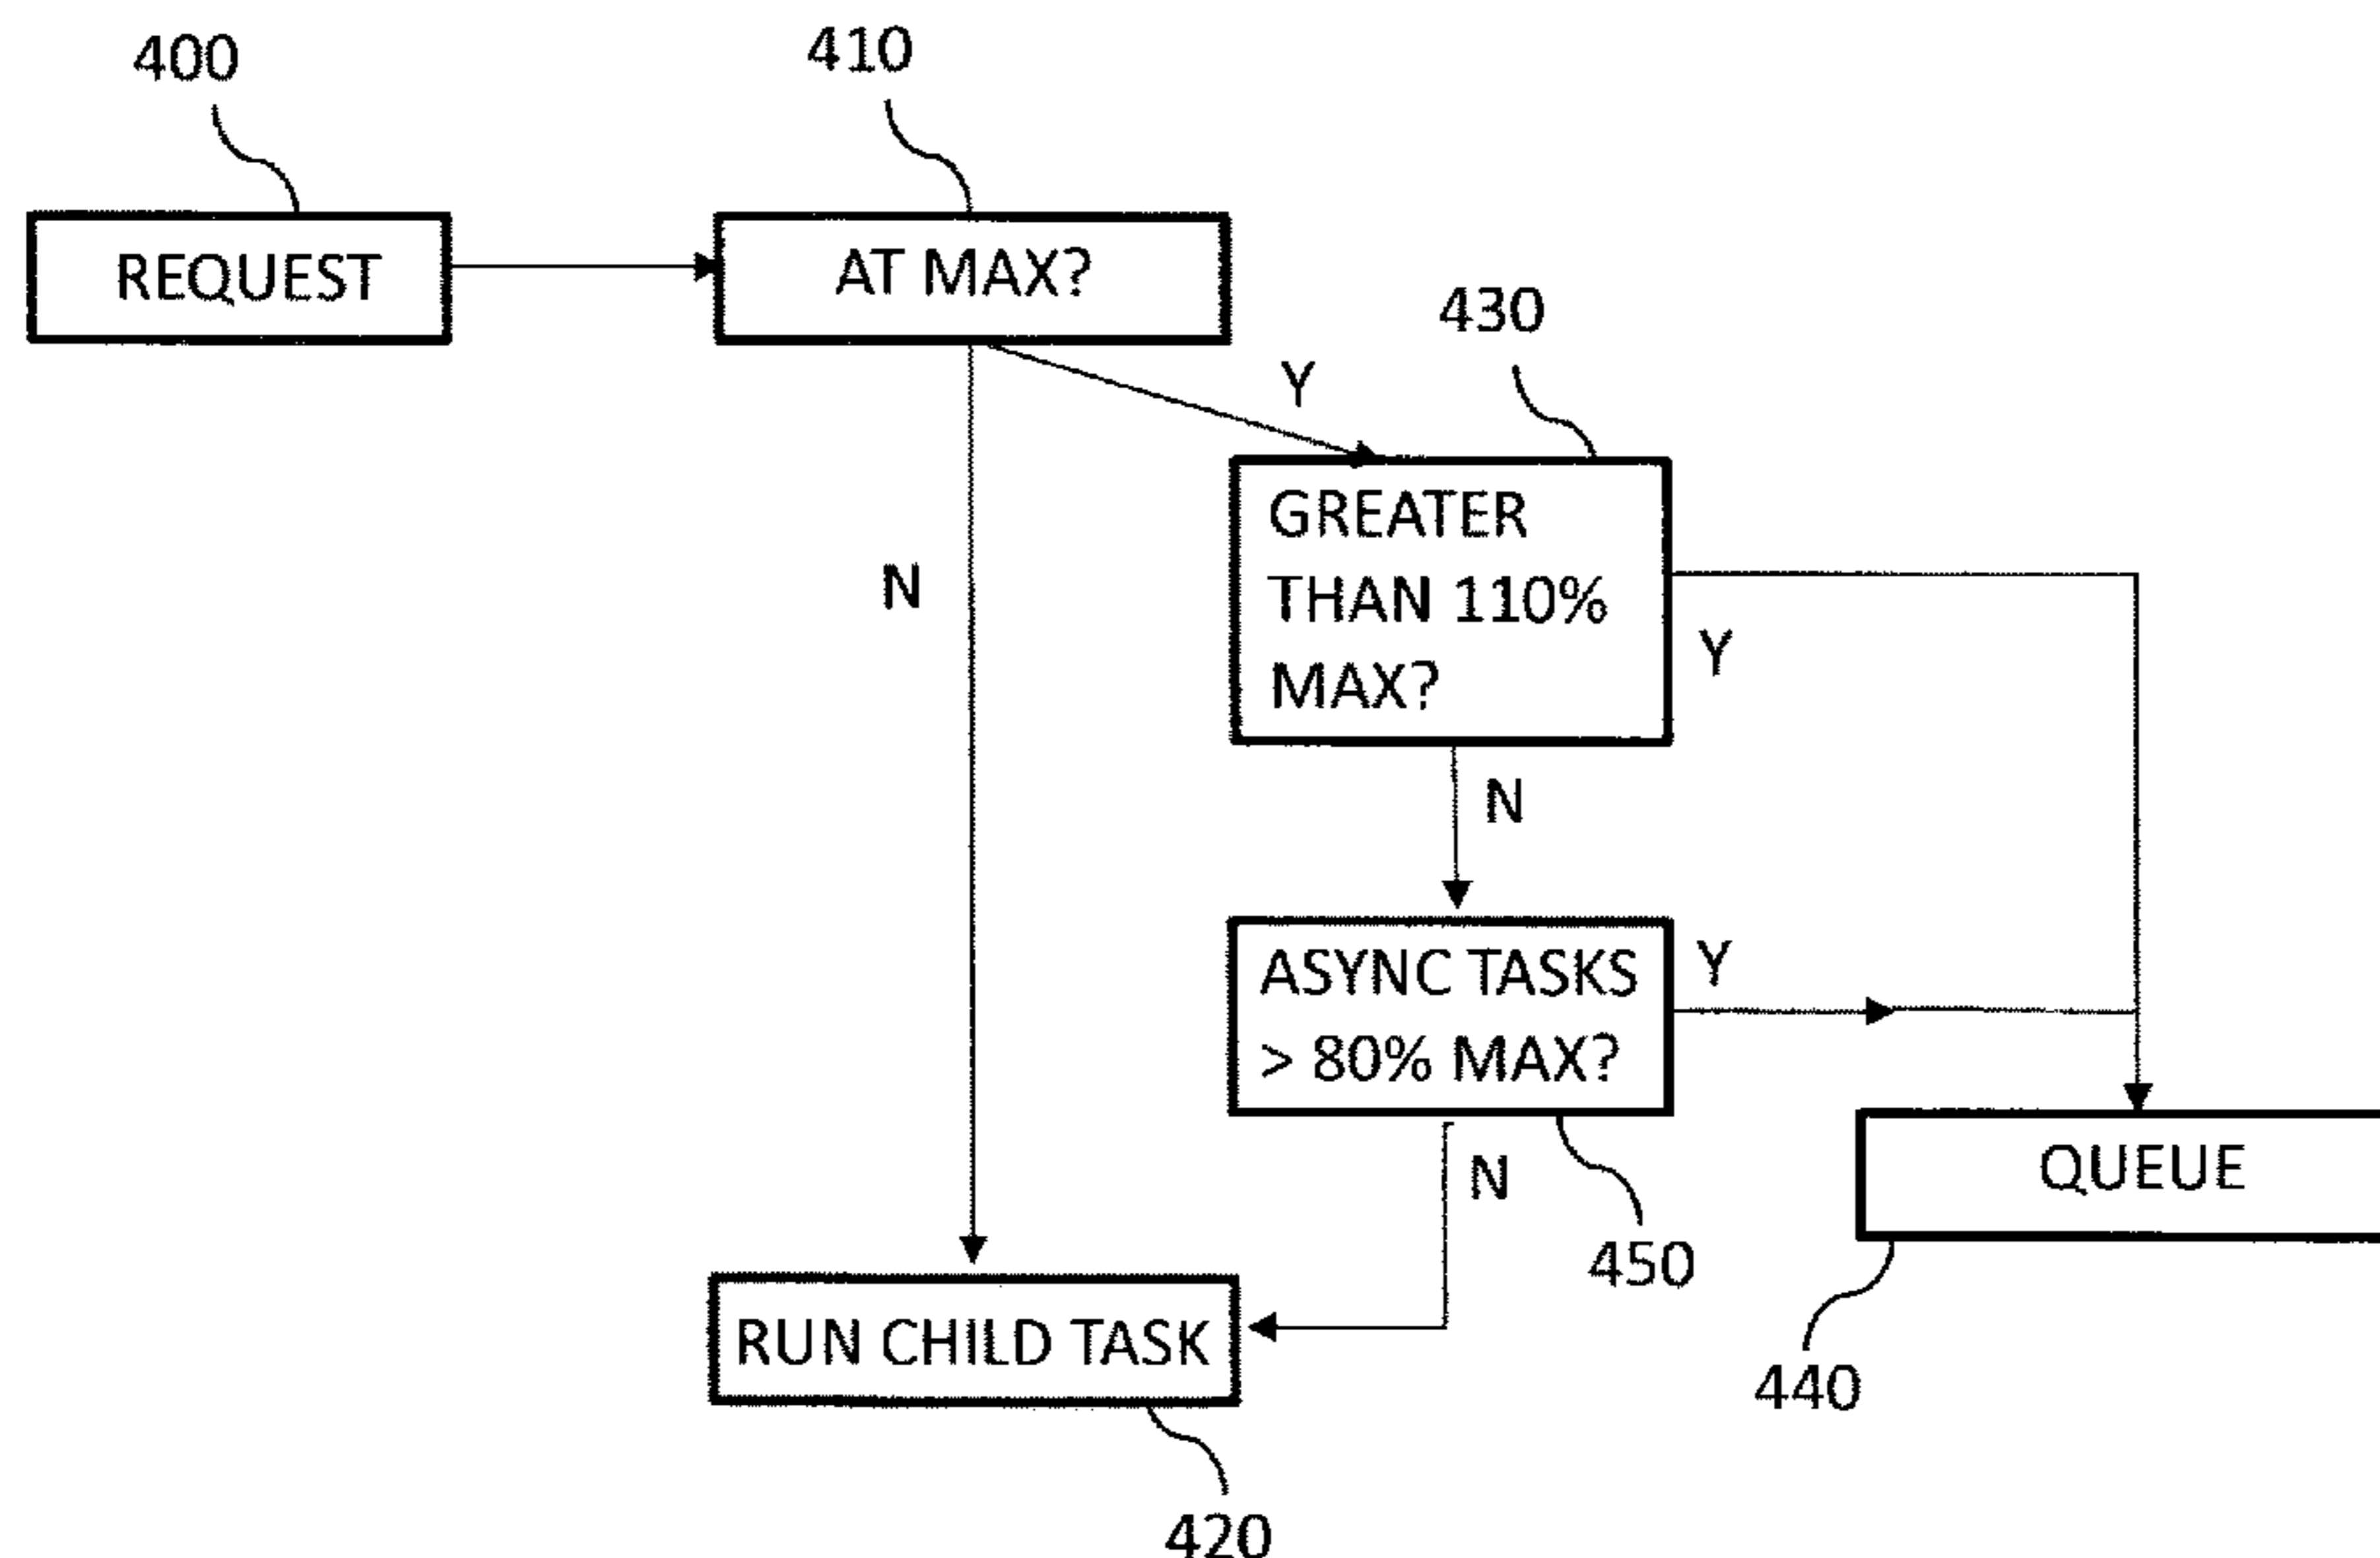 400
410
REQUEST
AT MAX?
430
Y
GREATER
THAN 110%
MAX?
N
Y
N
ASYNC TASKS
> 80% MAX?
Y
N
QUEUE
450
RUN CHILD TASK
440
420